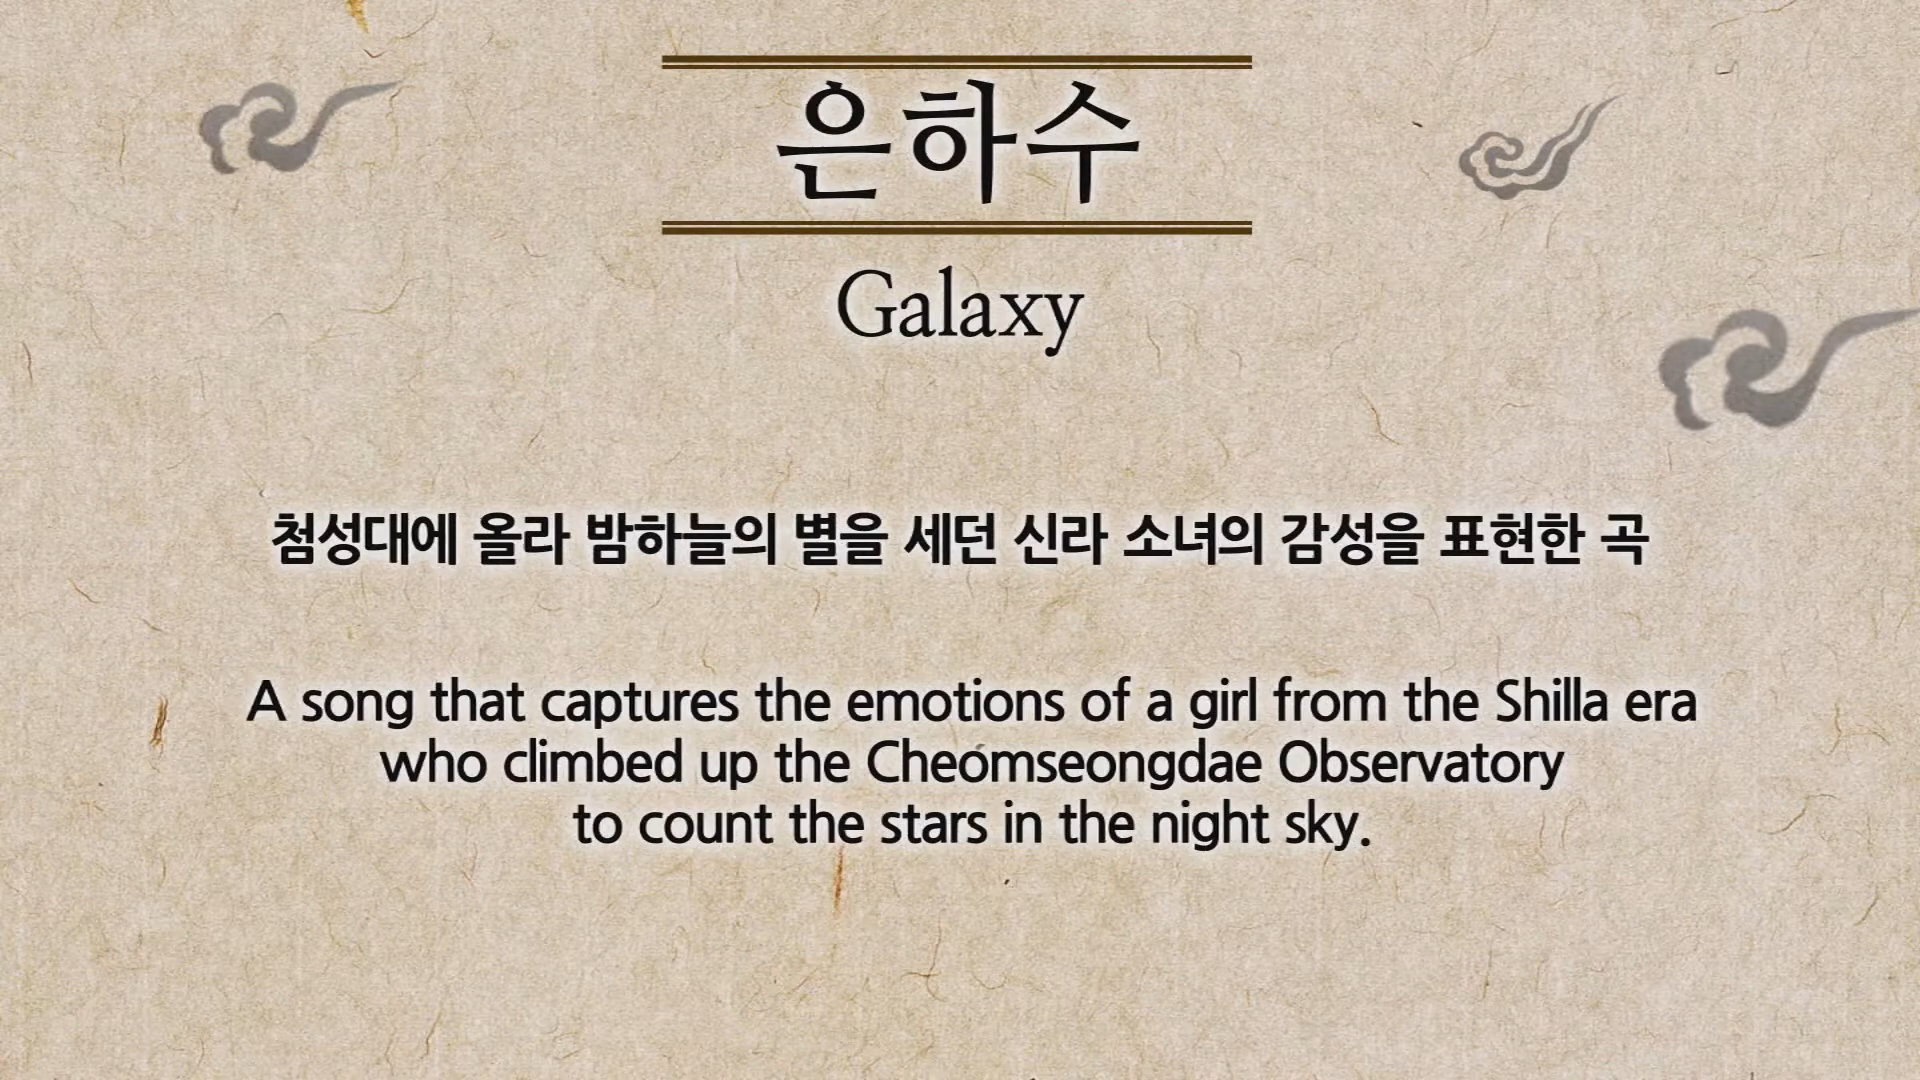 은하수
Galaxy
첨성대에 올라 밤하늘의 별을 세던 신라 소녀의 감성을 표현한 곡
A song that captures the emotions of a girl from the Shilla era
who climbed up the Cheomseongdae Observatory
to count the stars in the night sky.